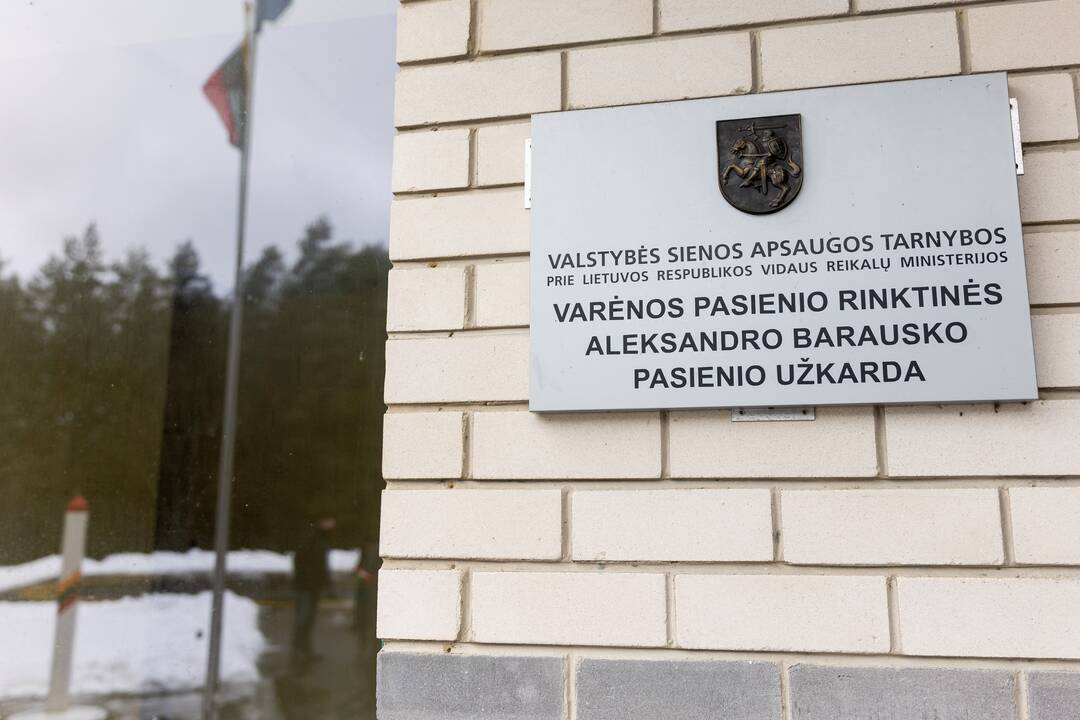 VALSTYBĖS SIENOS APSAUGOS TARNYBOS
PRIE LIETUVOS RESPUBLIKOS VIDAUS REIKALŲ MINISTERIJOS
VARĖNOS PASIENIO RINKTINĖS
ALEKSANDRO BARAUSKO
PASIENIO UŽKARDA